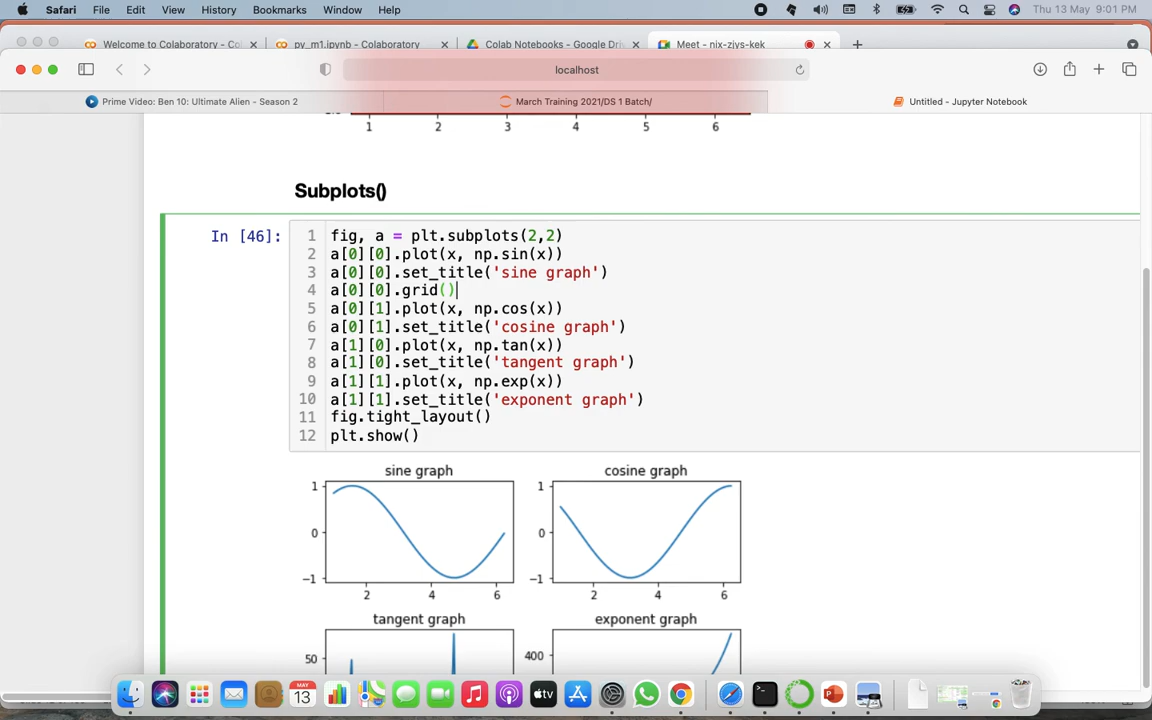 Safari File Edit View History Bookmarks Window Help Thu 13 May 9:01 PM
Welcome to Colaboratory - Co py_m1.ipynb - Colaboratory Colab Notebooks - Google Driv Meet - nix-zjys-kek
localhost
Prime Video: Ben 10: Ultimate Alien - Season 2 March Training 2021/DS 1 Batch/ Untitled - Jupyter Notebook
1 2 3 4 5 6
Subplots()
In [46]:
1 fig, a = plt.subplots(2,2)
2 a[0][0].plot(x, np.sin(x))
3 a[0][0].set_title('sine graph')
4 a[0][0].grid()
5 a[0][1].plot(x, np.cos(x))
6 a[0][1].set_title('cosine graph')
7 a[1][0].plot(x, np.tan(x))
8 a[1][0].set_title('tangent graph')
9 a[1][1].plot(x, np.exp(x))
10 a[1][1].set_title('exponent graph')
11 fig.tight_layout()
12 plt.show()
sine graph cosine graph
1 1
0 0
−1 −1
2 4 6 2 4 6
tangent graph exponent graph
50 400
MAY
13
tv